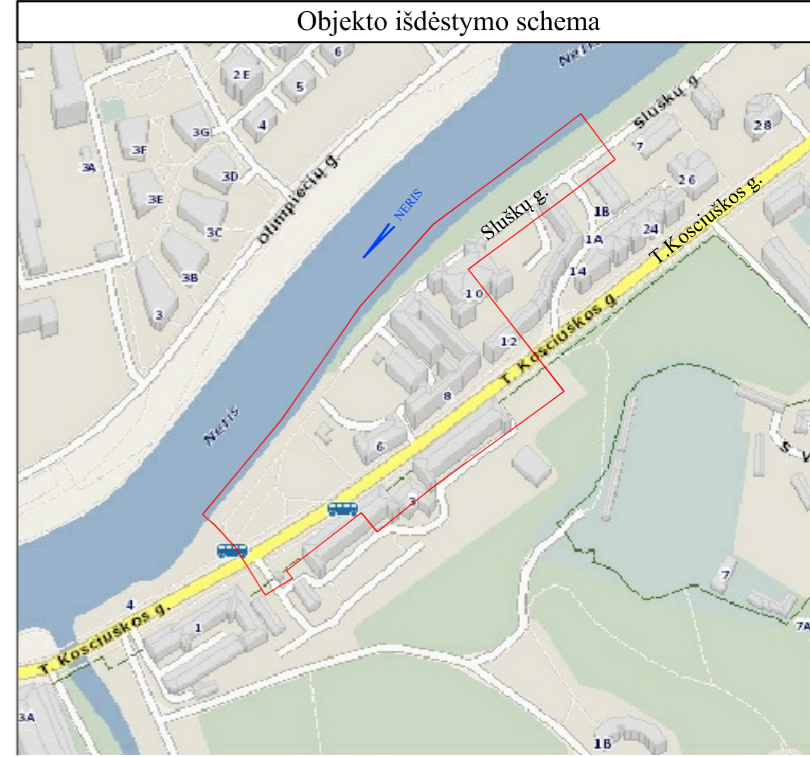 Objekto išdėstymo schema
6
Neris
2E
5
Slušku g.
4
3G
7
28
3F
3A
3D
26
3E
Olimpiečių g.
NERIS
Slušku g.
1B
T.Kosciuškos g.
3C
24
1A
3B
14
10
3
12
T. Kosciuškos g.
8
Neris
S. V
6
3
7
4
1
7A
T. Kosciuškos g.
3A
1B